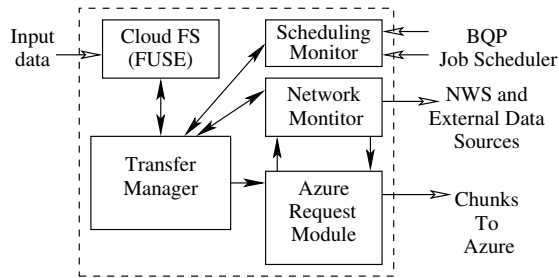 Input
data
Cloud FS
(FUSE)
Scheduling
Monitor
BQP
Job Scheduler
Network
Montitor
NWS and
External Data
Sources
Transfer
Manager
Azure
Request
Module
Chunks
To
Azure